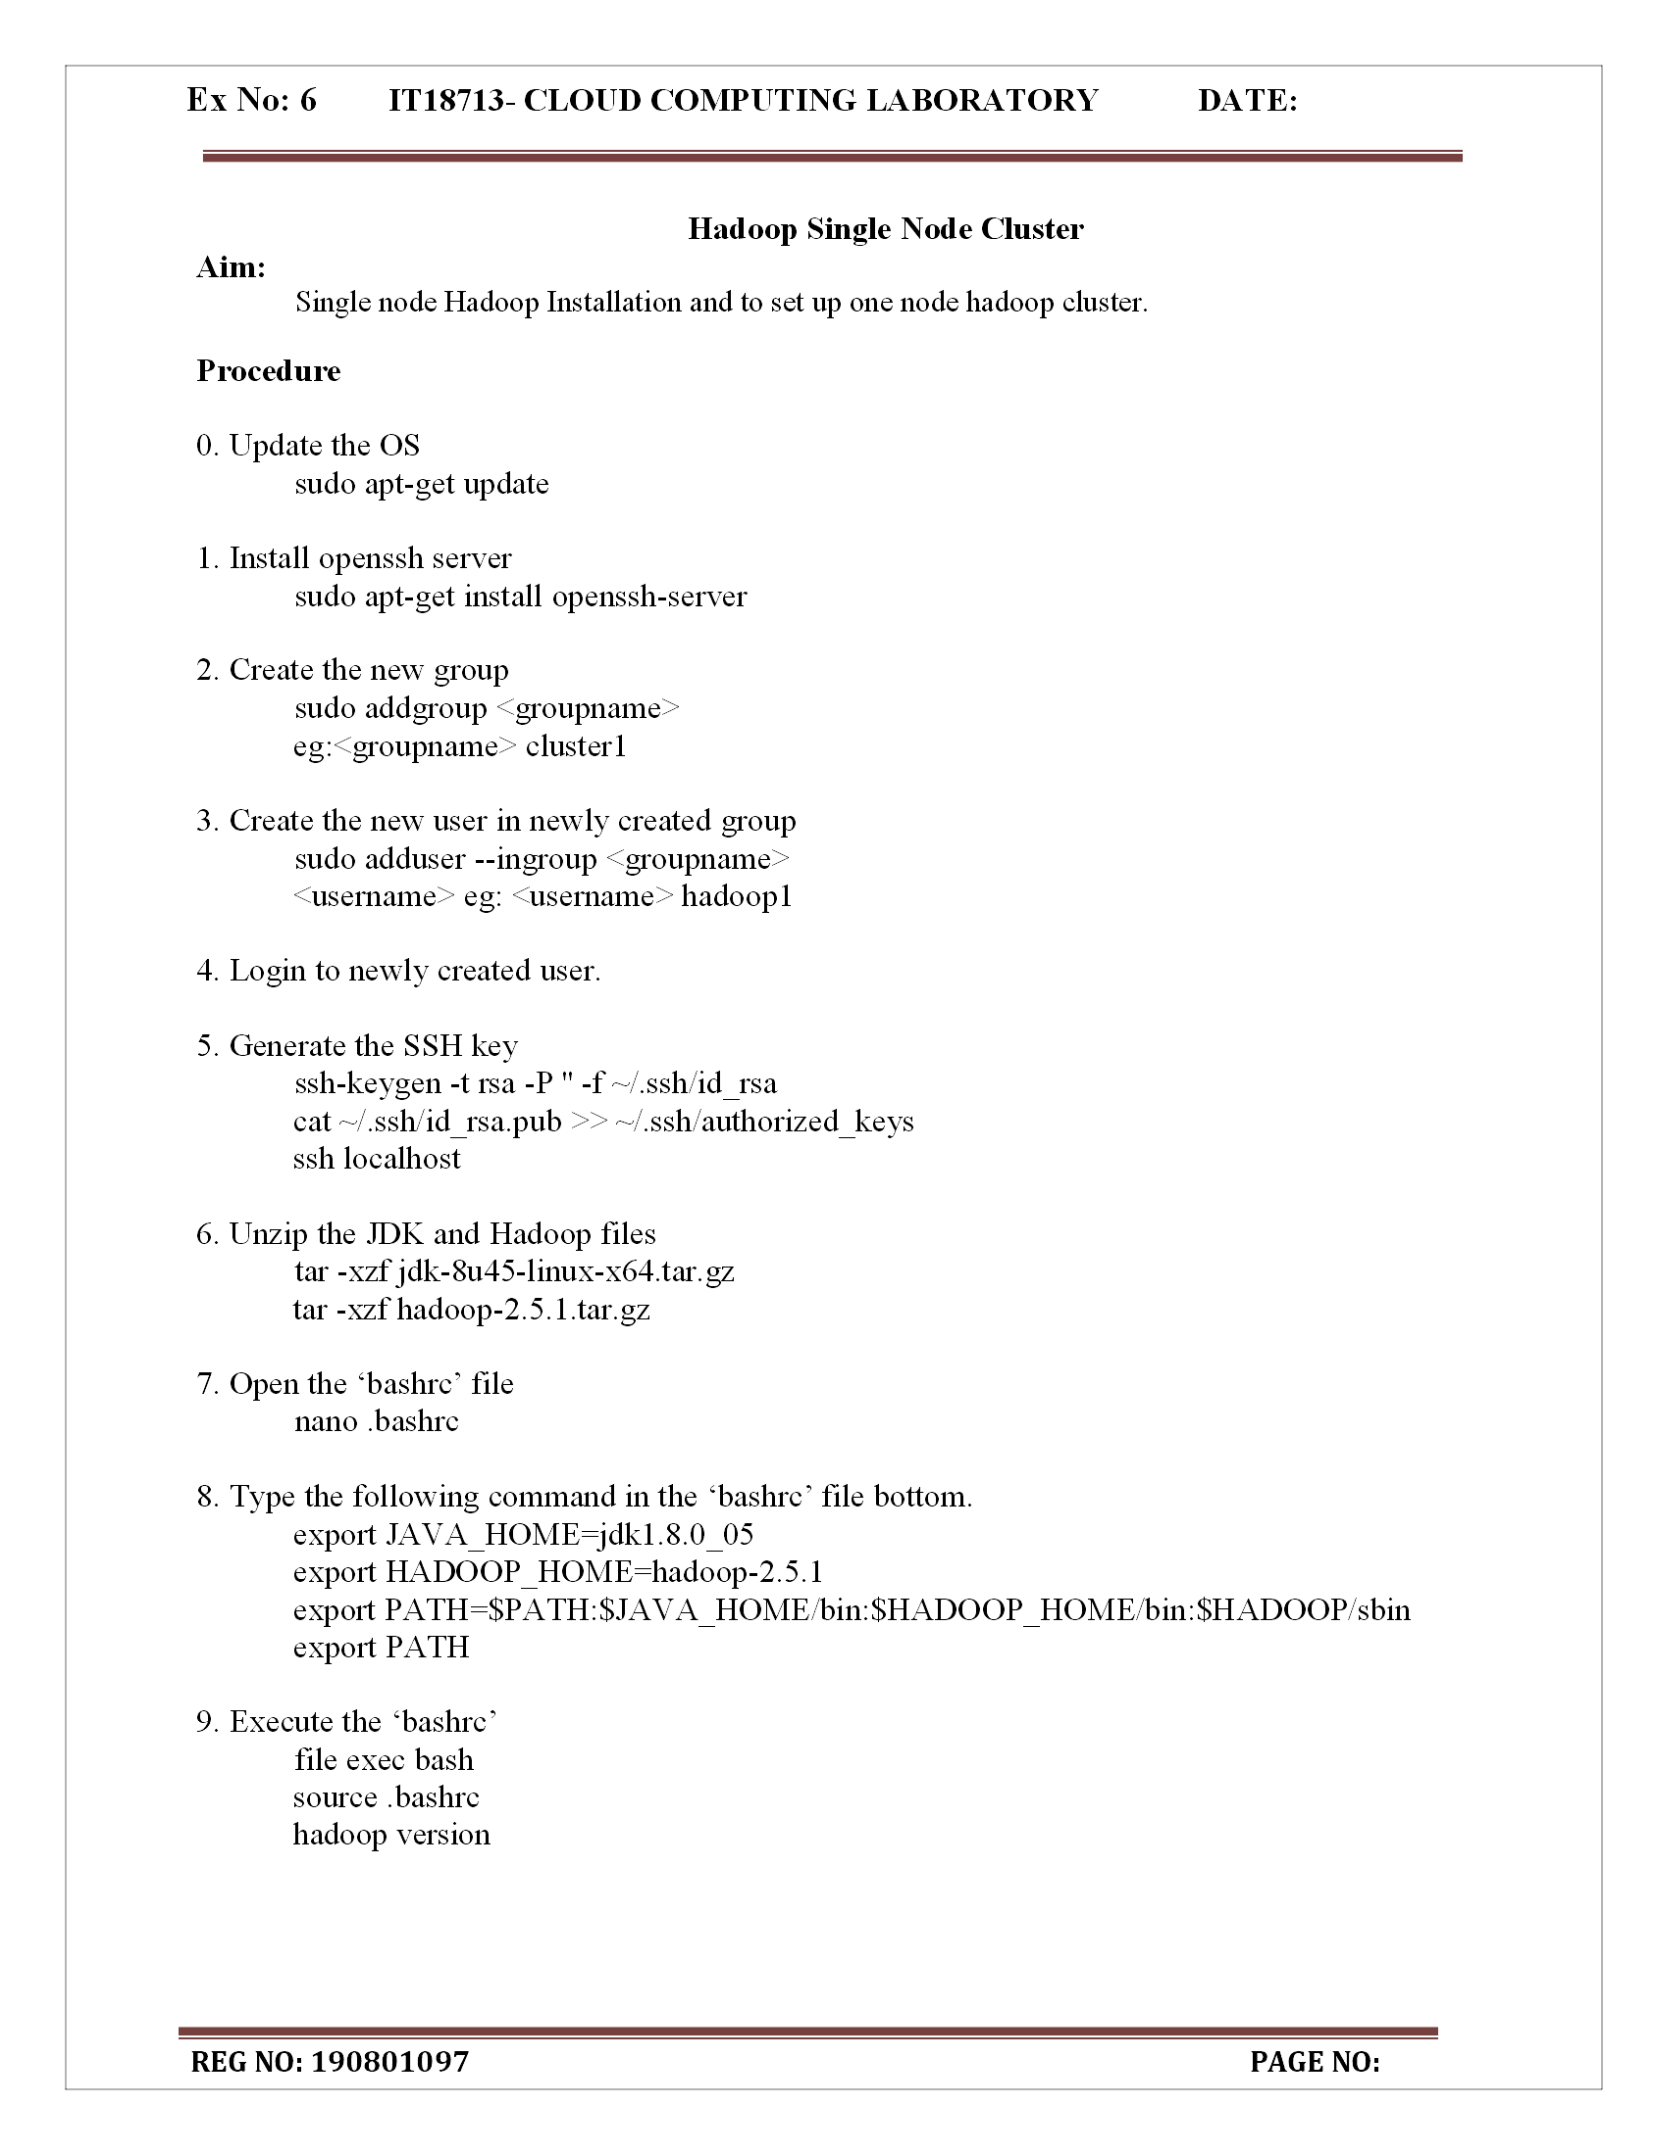 Ex No: 6 IT18713- CLOUD COMPUTING LABORATORY DATE:
Hadoop Single Node Cluster
Aim:
Single node Hadoop Installation and to set up one node hadoop cluster.
Procedure
0. Update the OS
sudo apt-get update
1. Install openssh server
sudo apt-get install openssh-server
2. Create the new group
sudo addgroup <groupname>
eg:<groupname> cluster1
3. Create the new user in newly created group
sudo adduser --ingroup <groupname>
<username> eg: <username> hadoop1
4. Login to newly created user.
5. Generate the SSH key
ssh-keygen -t rsa -P '' -f ~/.ssh/id_rsa
cat ~/.ssh/id_rsa.pub >> ~/.ssh/authorized_keys
ssh localhost
6. Unzip the JDK and Hadoop files
tar -xzf jdk-8u45-linux-x64.tar.gz
tar -xzf hadoop-2.5.1.tar.gz
7. Open the ‘bashrc’ file
nano .bashrc
8. Type the following command in the ‘bashrc’ file bottom.
export JAVA_HOME=jdk1.8.0_05
export HADOOP_HOME=hadoop-2.5.1
export PATH=$PATH:$JAVA_HOME/bin:$HADOOP_HOME/bin:$HADOOP/sbin
export PATH
9. Execute the ‘bashrc’
file exec bash
source .bashrc
hadoop version
REG NO: 190801097 PAGE NO: